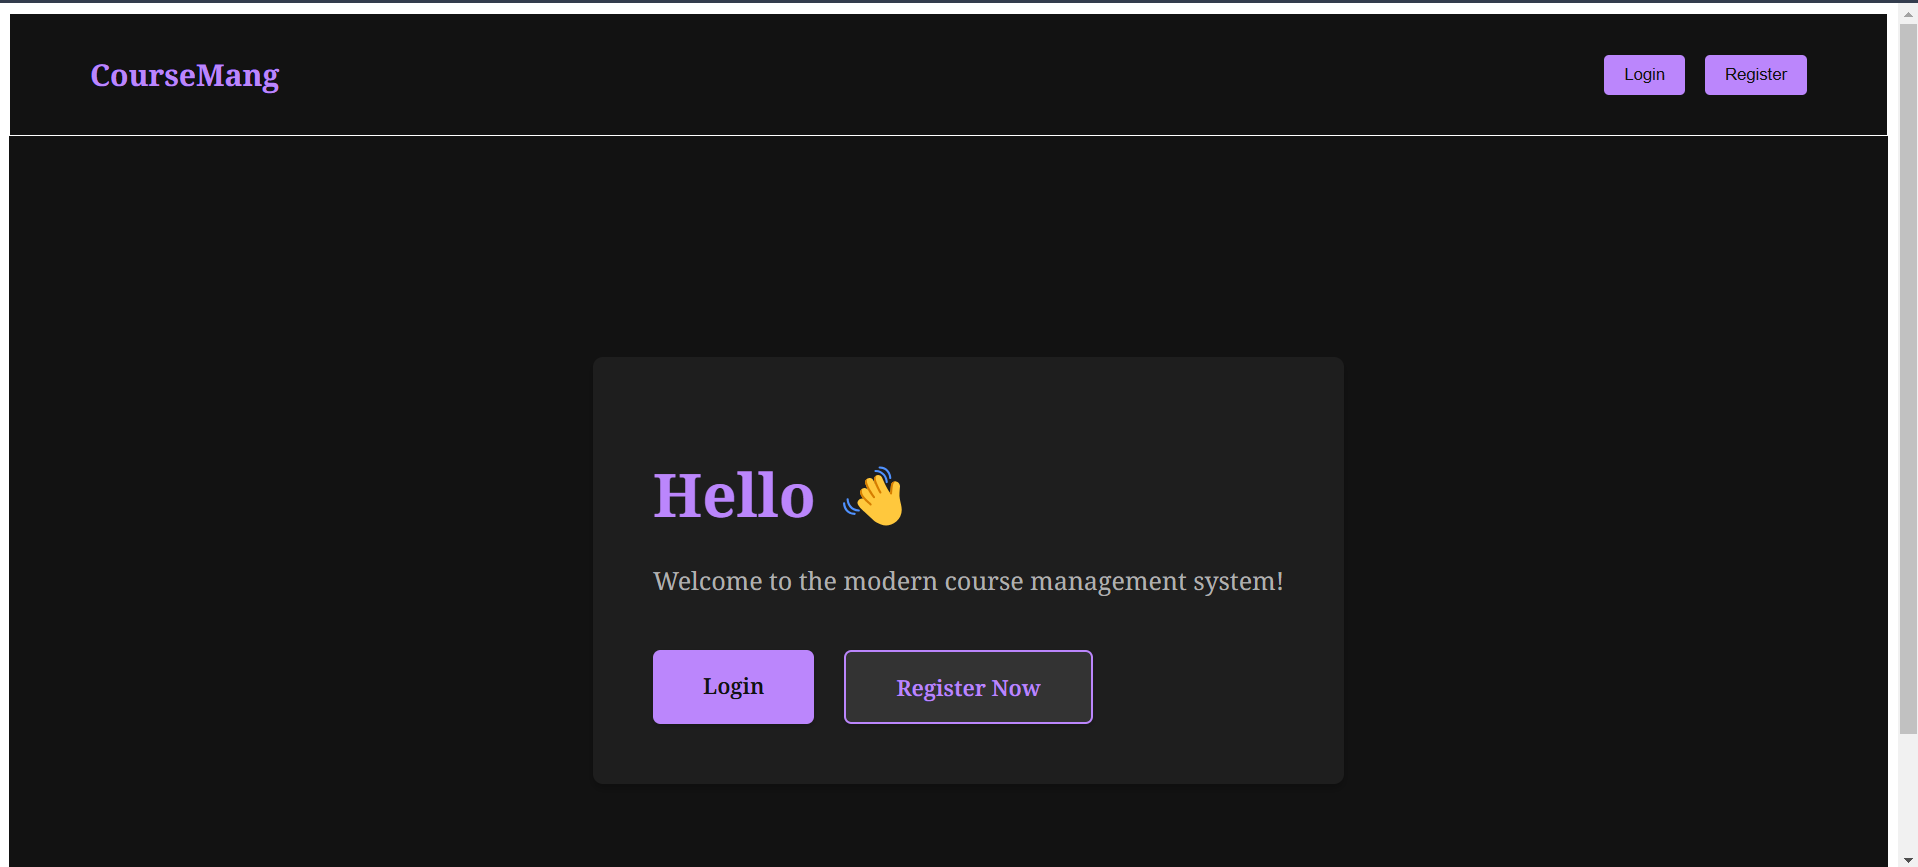 CourseMang
Login
Register
Hello 👋
Welcome to the modern course management system!
Login
Register Now